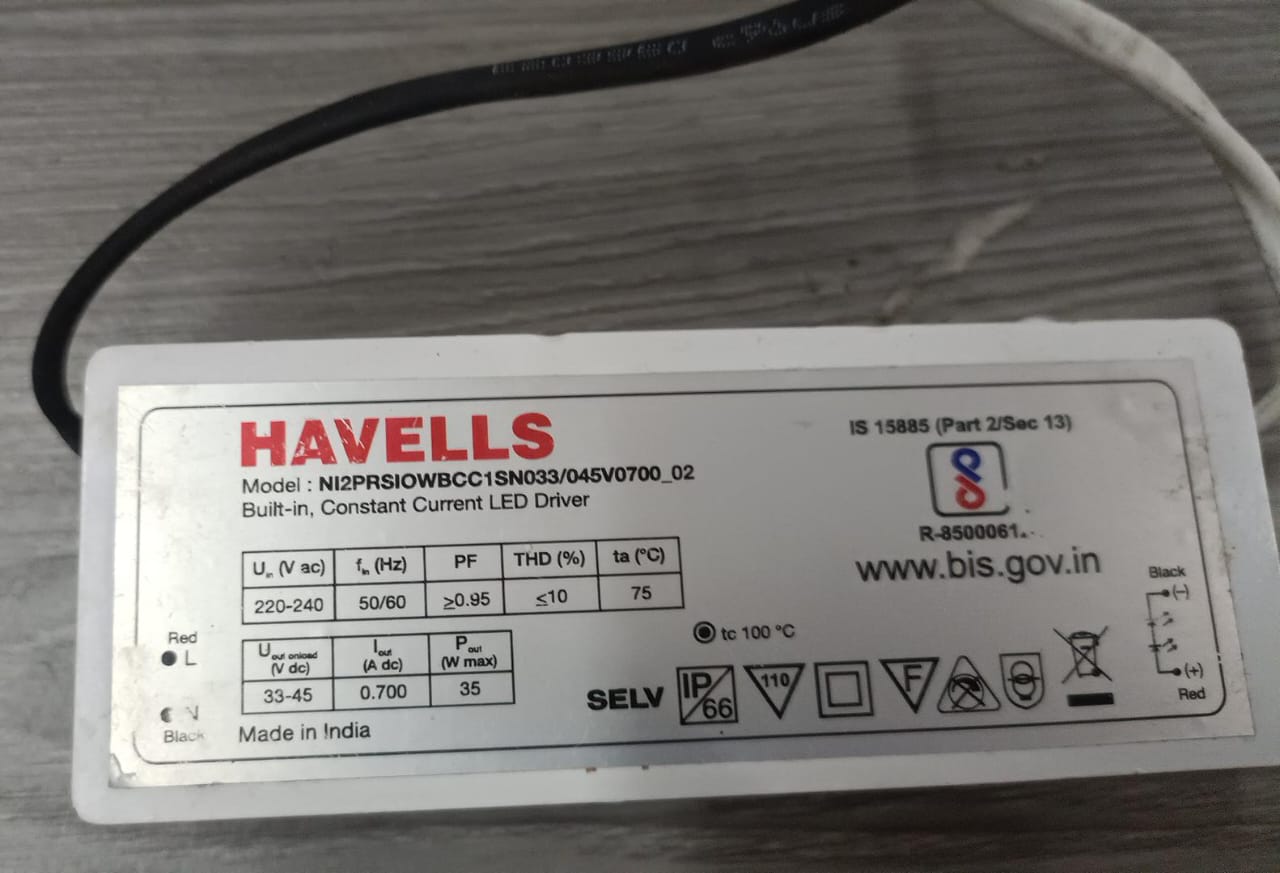 HAVELLS
Model : NI2PRSIOWBCC1SN033/045V0700_02
Built-in, Constant Current LED Driver
IS 15885 (Part 2/Sec 13)
R-8500061
www.bis.gov.in
Uin (V ac) fin (Hz) PF THD (%) ta (°C)
220-240 50/60 ≥0.95 ≤10 75
Uout onload (V dc) Iout (A dc) Pout (W max)
33-45 0.700 35
Made in India
Red
L
N
Black
tc 100 °C
SELV IP/66 110 F
Black
(-)
(+)
Red